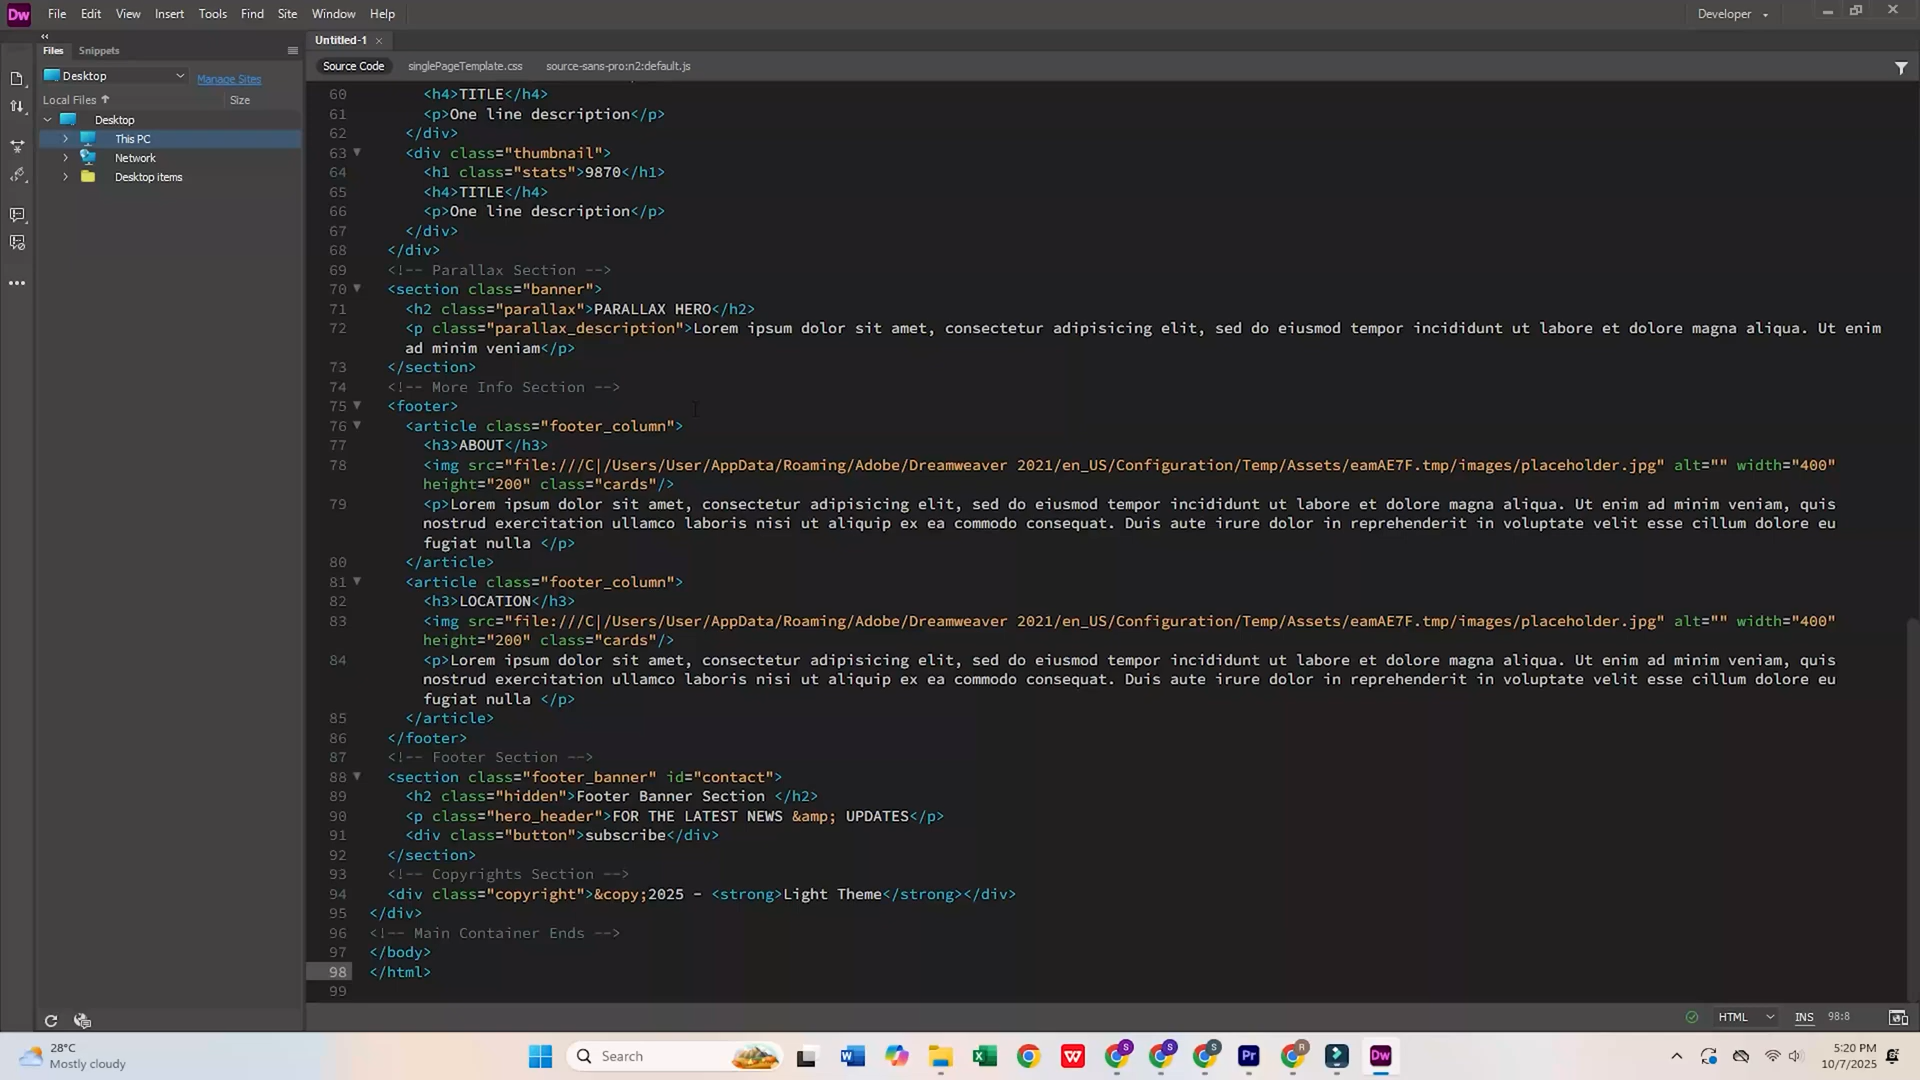 Dw File Edit View Insert Tools Find Site Window Help Developer
Files Snippets
Untitled-1
Source Code singlePageTemplate.css source-sans-pro:n2:default.js
Desktop Manage Sites
Local Files Size
Desktop
This PC
Network
Desktop items
60 <h4>TITLE</h4>
61 <p>One line description</p>
62 </div>
63 <div class="thumbnail">
64 <h1 class="stats">9870</h1>
65 <h4>TITLE</h4>
66 <p>One line description</p>
67 </div>
68 </div>
69 <!-- Parallax Section -->
70 <section class="banner">
71 <h2 class="parallax">PARALLAX HERO</h2>
72 <p class="parallax_description">Lorem ipsum dolor sit amet, consectetur adipisicing elit, sed do eiusmod tempor incididunt ut labore et dolore magna aliqua. Ut enim
ad minim veniam</p>
73 </section>
74 <!-- More Info Section -->
75 <footer>
76 <article class="footer_column">
77 <h3>ABOUT</h3>
78 <img src="file:///C|/Users/User/AppData/Roaming/Adobe/Dreamweaver 2021/en_US/Configuration/Temp/Assets/eamAE7F.tmp/images/placeholder.jpg" alt="" width="400"
height="200" class="cards"/>
79 <p>Lorem ipsum dolor sit amet, consectetur adipisicing elit, sed do eiusmod tempor incididunt ut labore et dolore magna aliqua. Ut enim ad minim veniam, quis
nostrud exercitation ullamco laboris nisi ut aliquip ex ea commodo consequat. Duis aute irure dolor in reprehenderit in voluptate velit esse cillum dolore eu
fugiat nulla </p>
80 </article>
81 <article class="footer_column">
82 <h3>LOCATION</h3>
83 <img src="file:///C|/Users/User/AppData/Roaming/Adobe/Dreamweaver 2021/en_US/Configuration/Temp/Assets/eamAE7F.tmp/images/placeholder.jpg" alt="" width="400"
height="200" class="cards"/>
84 <p>Lorem ipsum dolor sit amet, consectetur adipisicing elit, sed do eiusmod tempor incididunt ut labore et dolore magna aliqua. Ut enim ad minim veniam, quis
nostrud exercitation ullamco laboris nisi ut aliquip ex ea commodo consequat. Duis aute irure dolor in reprehenderit in voluptate velit esse cillum dolore eu
fugiat nulla </p>
85 </article>
86 </footer>
87 <!-- Footer Section -->
88 <section class="footer_banner" id="contact">
89 <h2 class="hidden">Footer Banner Section </h2>
90 <p class="hero_header">FOR THE LATEST NEWS &amp; UPDATES</p>
91 <div class="button">subscribe</div>
92 </section>
93 <!-- Copyrights Section -->
94 <div class="copyright">&copy;2025 - <strong>Light Theme</strong></div>
95 </div>
96 <!-- Main Container Ends -->
97 </body>
98 </html>
99
HTML INS 98:8
28°C
Mostly cloudy
Search
5:20 PM
10/7/2025